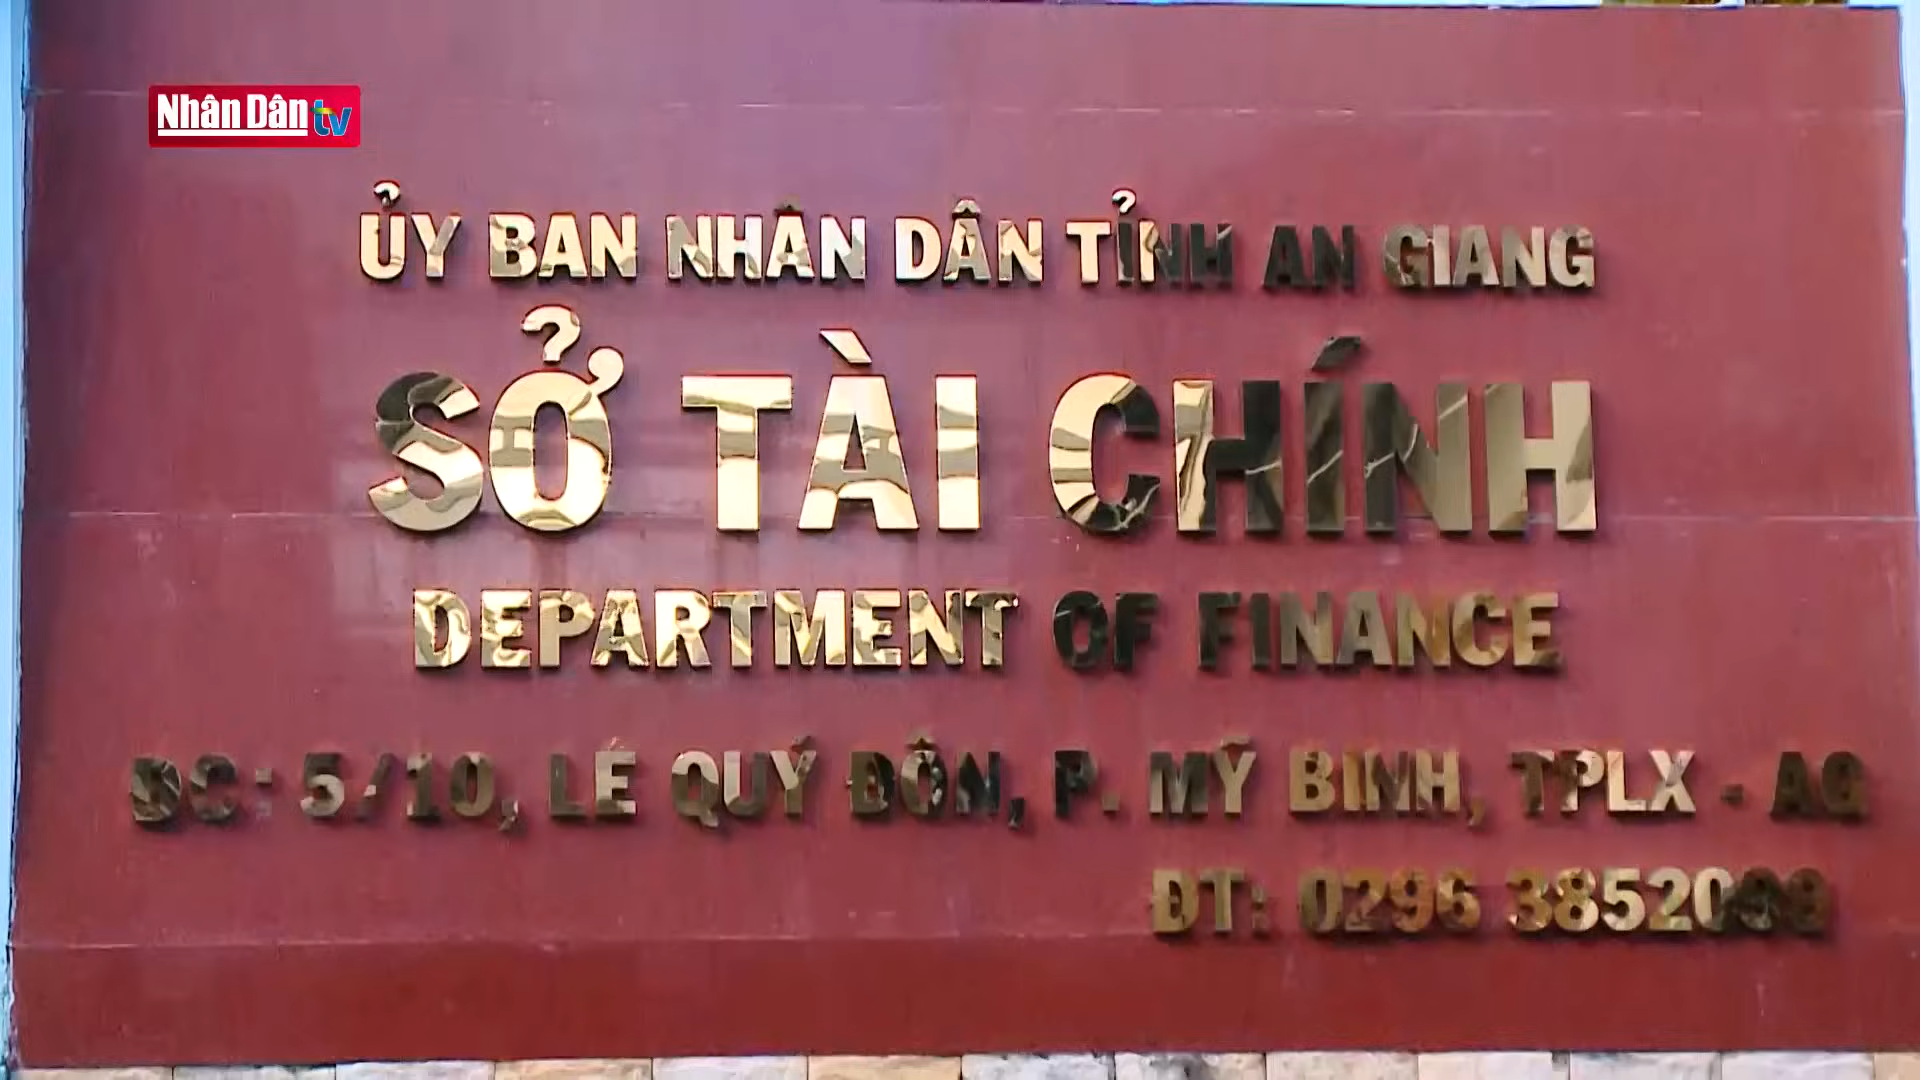 Nhân Dân tv
ỦY BAN NHÂN DÂN TỈNH AN GIANG
SỞ TÀI CHÍNH
DEPARTMENT OF FINANCE
ĐC: 5/10, LÊ QUÝ ĐÔN, P. MỸ BÌNH, TPLX - AG
ĐT: 0296